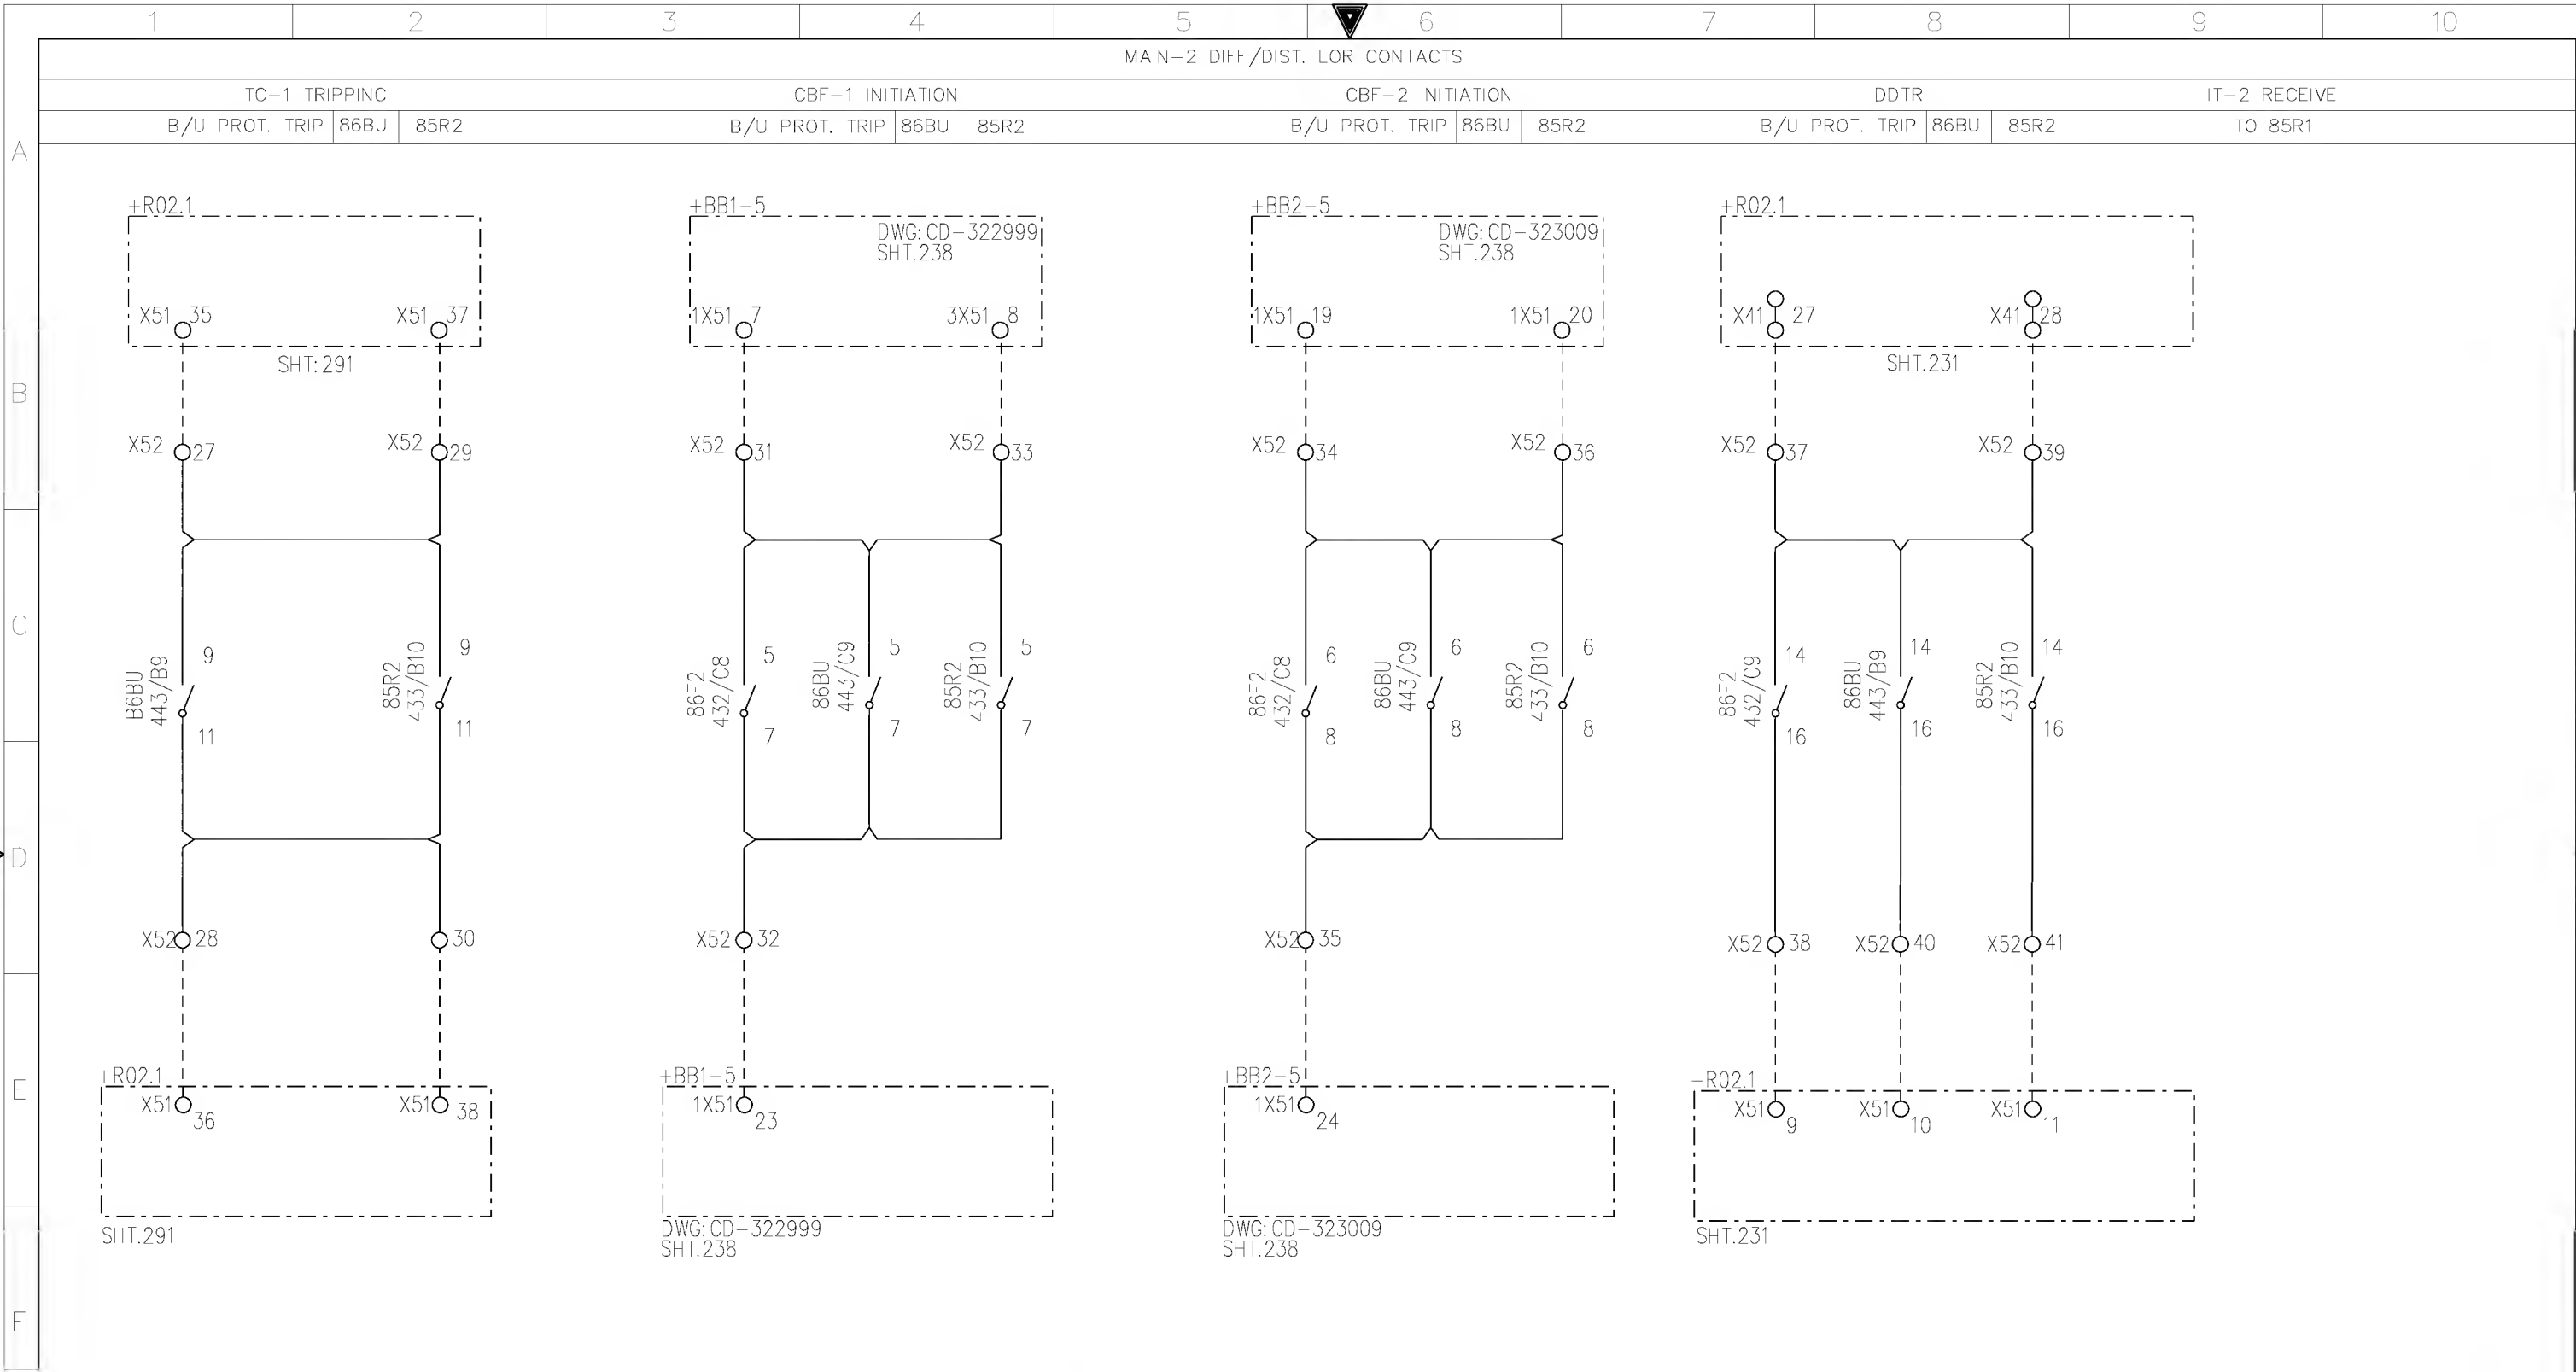 1 2 3 4 5 6 7 8 9 10
MAIN-2 DIFF/DIST. LOR CONTACTS
TC-1 TRIPPINC CBF-1 INITIATION CBF-2 INITIATION DDTR IT-2 RECEIVE
B/U PROT. TRIP 86BU 85R2 B/U PROT. TRIP 86BU 85R2 B/U PROT. TRIP 86BU 85R2 B/U PROT. TRIP 86BU 85R2 TO 85R1
A
+R02.1 +BB1-5 +BB2-5 +R02.1
DWG:CD-322999 DWG:CD-323009
SHT.238 SHT.238
X51 35 X51 37 1X51 7 3X51 8 1X51 19 1X51 20 X41 27 X41 28
SHT:291 SHT.231
B
X52 27 X52 29 X52 31 X52 33 X52 34 X52 36 X52 37 X52 39
C
9 9 5 5 5 6 6 6 14 14 14
B6BU
443/B9
85R2
433/B10
86F2
432/C8
86BU
443/C9
85R2
433/B10
86F2
432/C8
86BU
443/C9
85R2
433/B10
86F2
432/C9
86BU
443/B9
85R2
433/B10
11 11 7 7 7 8 8 8 16 16 16
D
X52 28 30 X52 32 X52 35 X52 38 X52 40 X52 41
E
+R02.1 +BB1-5 +BB2-5 +R02.1
X51 36 X51 38 1X51 23 1X51 24 X51 9 X51 10 X51 11
SHT.291 DWG:CD-322999 DWG:CD-323009 SHT.231
SHT.238 SHT.238
F